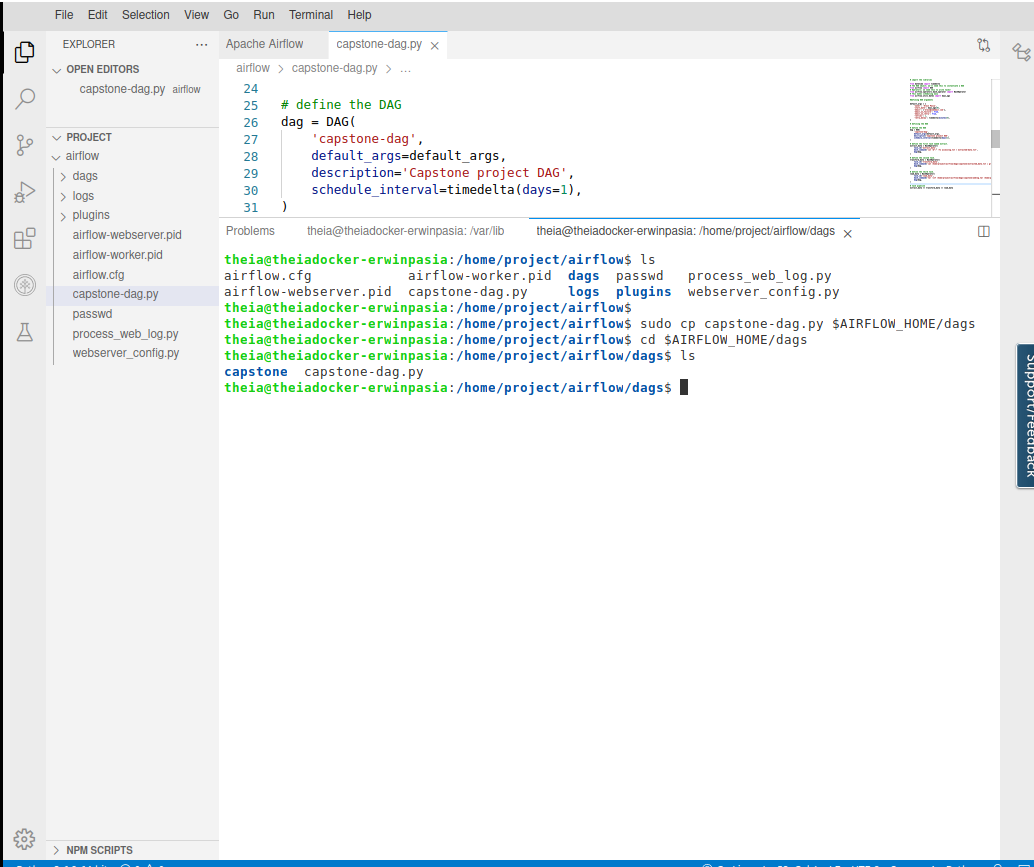 File Edit Selection View Go Run Terminal Help
EXPLORER
OPEN EDITORS
capstone-dag.py airflow
PROJECT
airflow
dags
logs
plugins
airflow-webserver.pid
airflow-worker.pid
airflow.cfg
capstone-dag.py
passwd
process_web_log.py
webserver_config.py
NPM SCRIPTS
Apache Airflow capstone-dag.py
airflow > capstone-dag.py > ...
24
25 # define the DAG
26 dag = DAG(
27 'capstone-dag',
28 default_args=default_args,
29 description='Capstone project DAG',
30 schedule_interval=timedelta(days=1),
31 )
Problems theia@theiadocker-erwinpasia: /var/lib theia@theiadocker-erwinpasia: /home/project/airflow/dags
theia@theiadocker-erwinpasia:/home/project/airflow$ ls
airflow.cfg airflow-worker.pid dags passwd process_web_log.py
airflow-webserver.pid capstone-dag.py logs plugins webserver_config.py
theia@theiadocker-erwinpasia:/home/project/airflow$
theia@theiadocker-erwinpasia:/home/project/airflow$ sudo cp capstone-dag.py $AIRFLOW_HOME/dags
theia@theiadocker-erwinpasia:/home/project/airflow$ cd $AIRFLOW_HOME/dags
theia@theiadocker-erwinpasia:/home/project/airflow/dags$ ls
capstone capstone-dag.py
theia@theiadocker-erwinpasia:/home/project/airflow/dags$
Support/Feedback